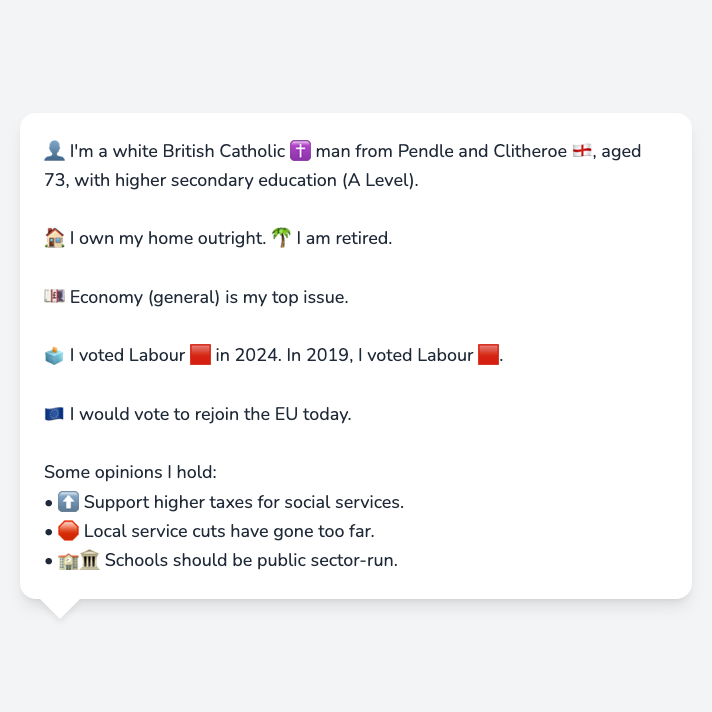 👤 I'm a white British Catholic ✝️ man from Pendle and Clitheroe 🏴󠁧󠁢󠁥󠁮󠁧󠁿, aged
73, with higher secondary education (A Level).
🏠 I own my home outright. 🌴 I am retired.
💷 Economy (general) is my top issue.
🗳️ I voted Labour 🟥 in 2024. In 2019, I voted Labour 🟥.
🇪🇺 I would vote to rejoin the EU today.
Some opinions I hold:
• ⬆️ Support higher taxes for social services.
• 🛑 Local service cuts have gone too far.
• 🏫🏛️ Schools should be public sector-run.